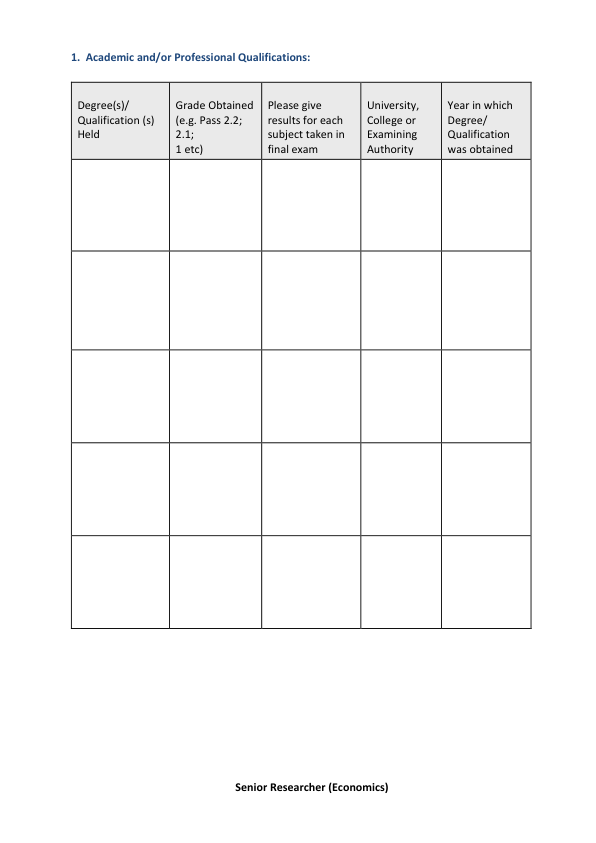 1. Academic and/or Professional Qualifications:
Degree(s)/
Qualification (s)
Held
Grade Obtained
(e.g. Pass 2.2;
2.1;
1 etc)
Please give
results for each
subject taken in
final exam
University,
College or
Examining
Authority
Year in which
Degree/
Qualification
was obtained
Senior Researcher (Economics)